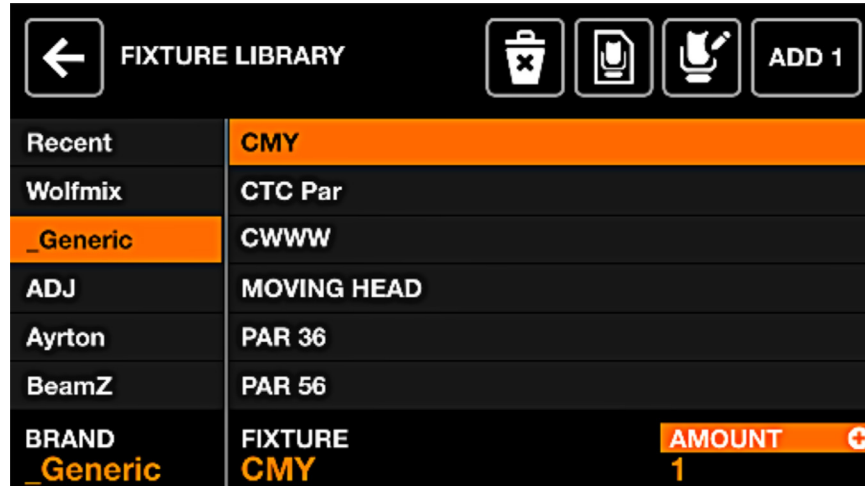 FIXTURE LIBRARY
ADD 1
Recent
CMY
Wolfmix
CTC Par
_Generic
CWWW
ADJ
MOVING HEAD
Ayrton
PAR 36
BeamZ
PAR 56
BRAND
FIXTURE
AMOUNT
_Generic
CMY
1